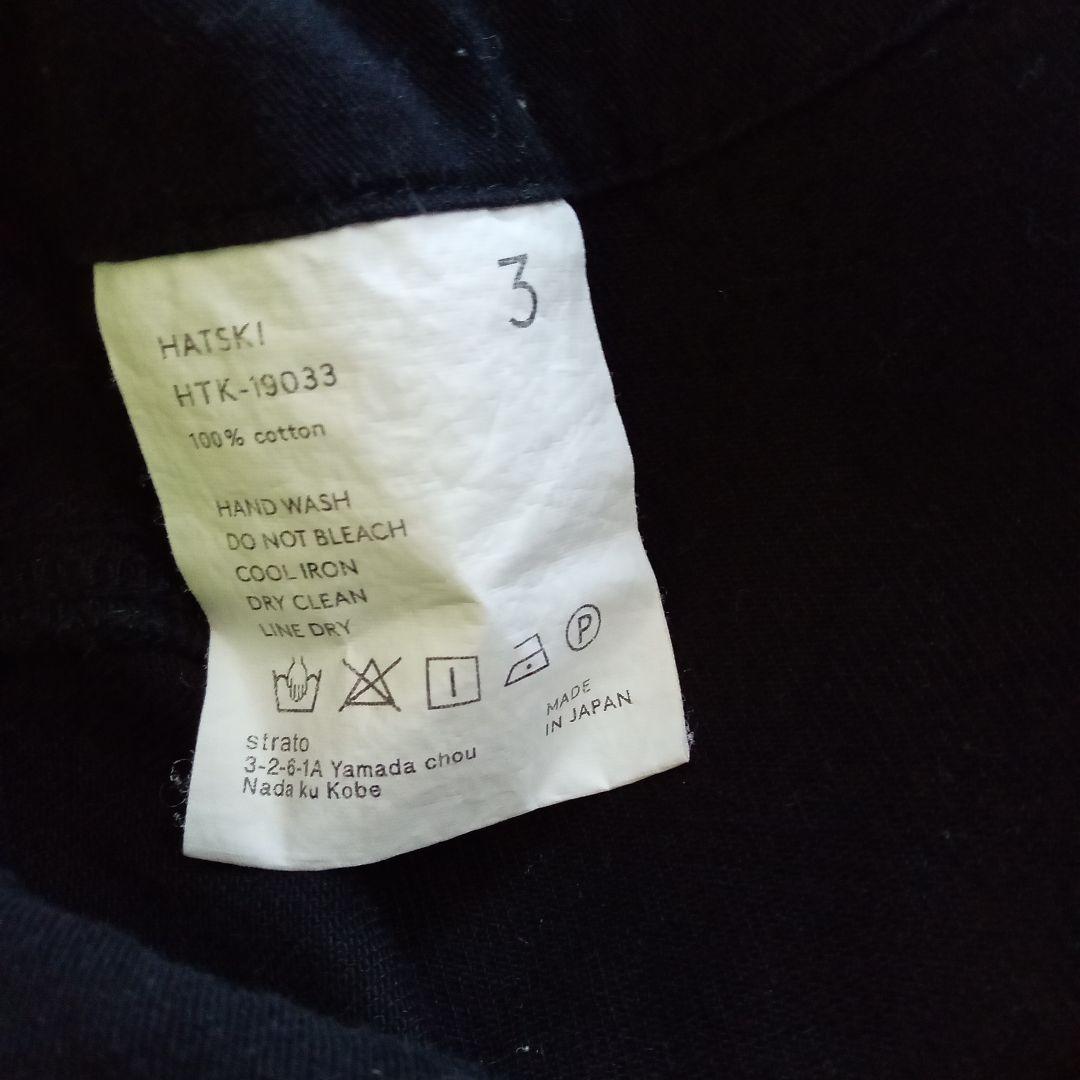 3
HATSKI
HTK-19033
100% cotton
HAND WASH
DO NOT BLEACH
COOL IRON
DRY CLEAN
LINE DRY
P
MADE
IN JAPAN
strato
3-2-6-1A Yamada chou
Nada ku Kobe